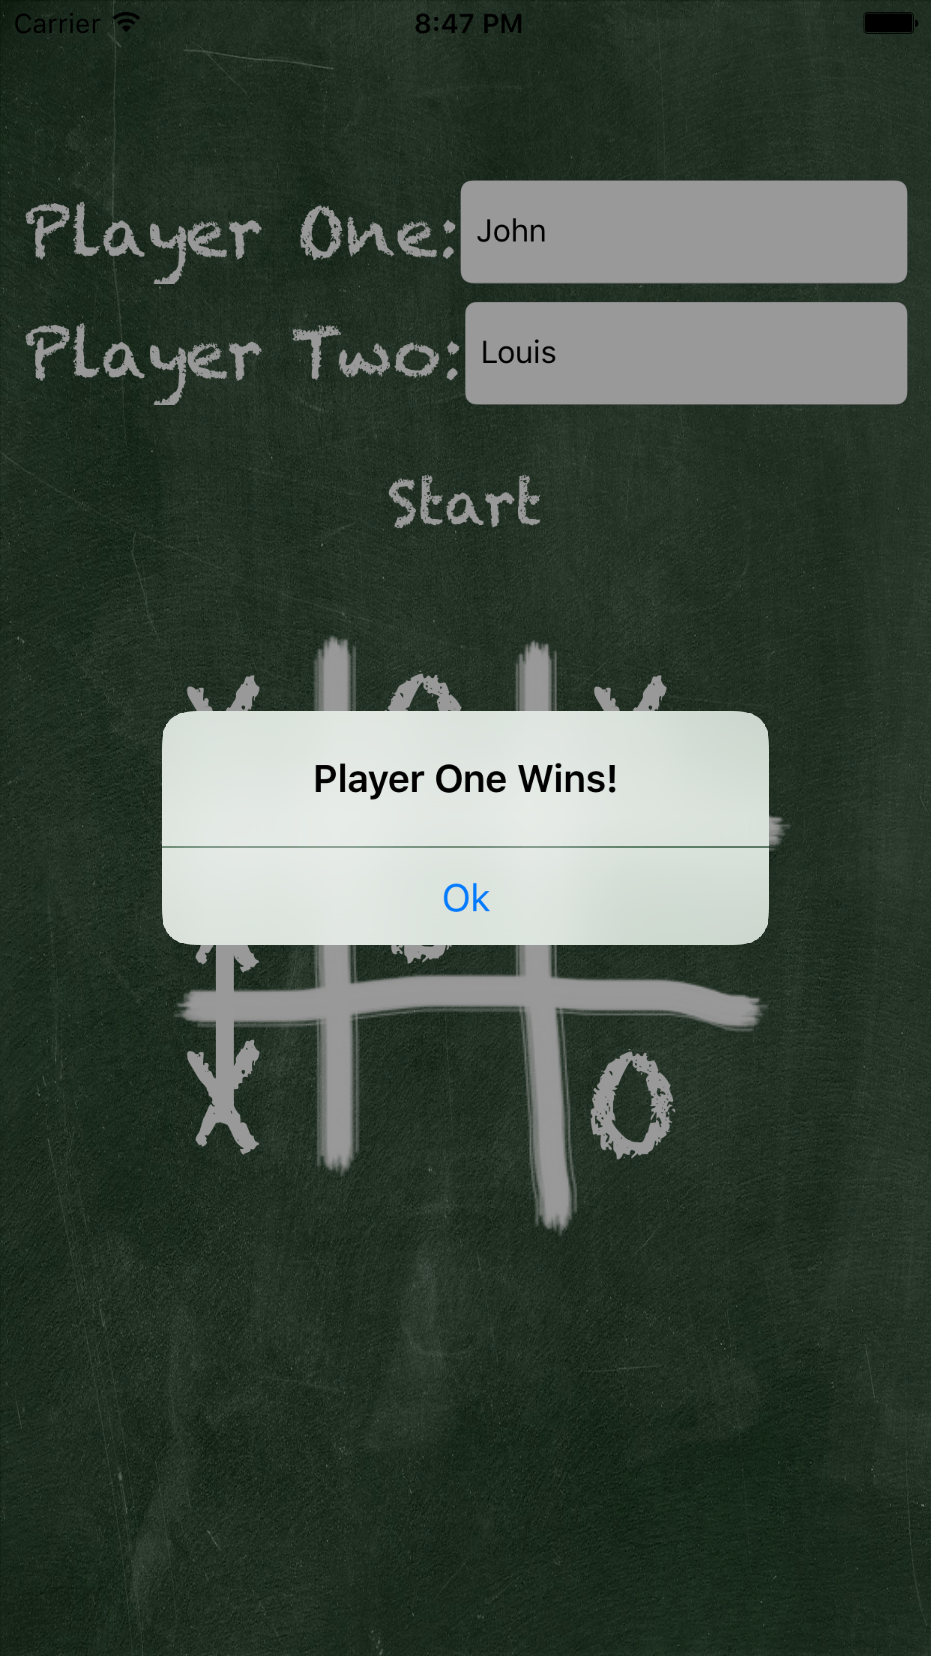 Carrier 8:47 PM
Player One: John
Player Two: Louis
Start
X O X
Player One Wins!
Ok
X O
X O